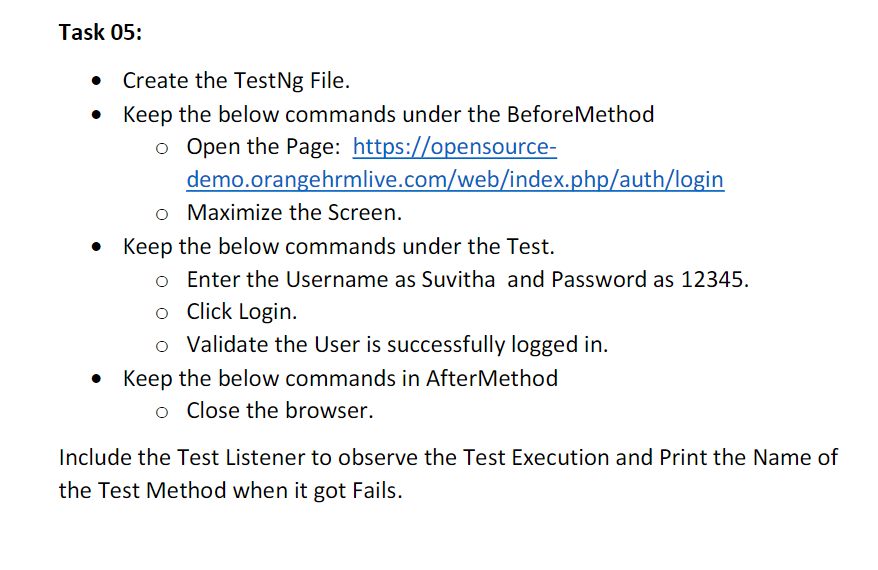 Task 05:
• Create the TestNg File.
• Keep the below commands under the BeforeMethod
o Open the Page: https://opensource-
demo.orangehrmlive.com/web/index.php/auth/login
o Maximize the Screen.
• Keep the below commands under the Test.
o Enter the Username as Suvitha  and Password as 12345.
o Click Login.
o Validate the User is successfully logged in.
• Keep the below commands in AfterMethod
o Close the browser.
Include the Test Listener to observe the Test Execution and Print the Name of
the Test Method when it got Fails.